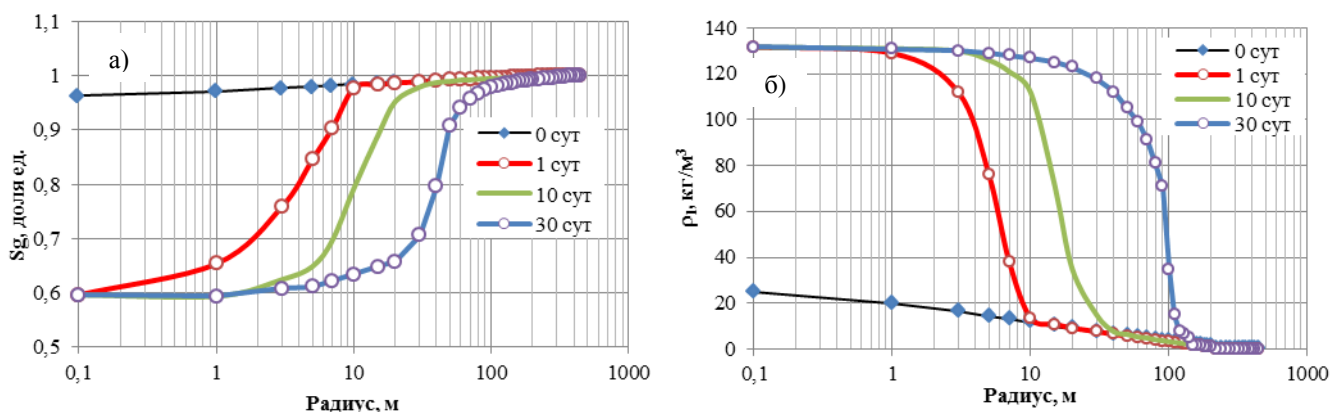 а)
Sg, доля ед.
1,1
1
0,9
0,8
0,7
0,6
0,5
0 сут
1 сут
10 сут
30 сут
0,1
1
10
100
1000
Радиус, м
б)
ρ₁, кг/м³
140
120
100
80
60
40
20
0
0 сут
1 сут
10 сут
30 сут
0,1
1
10
100
1000
Радиус, м